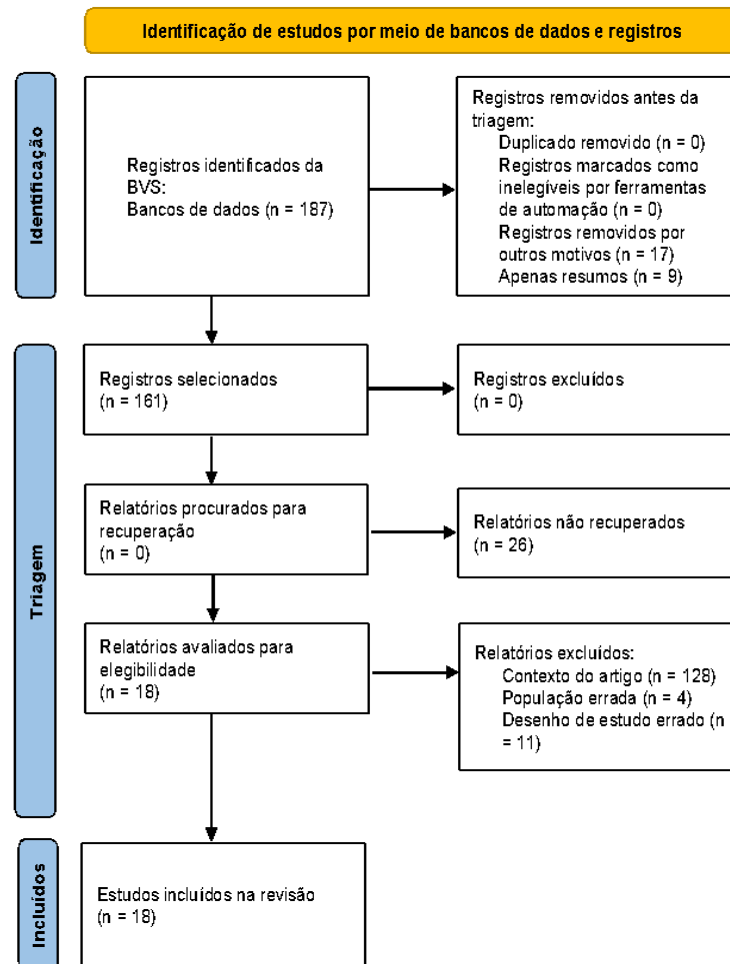 Identificação de estudos por meio de bancos de dados e registros
Identificação
Registros identificados da
BVS:
Bancos de dados (n = 187)
Registros removidos antes da
triagem:
Duplicado removido (n = 0)
Registros marcados como
inelegíveis por ferramentas
de automação (n = 0)
Registros removidos por
outros motivos (n = 17)
Apenas resumos (n = 9)
Triagem
Registros selecionados
(n = 161)
Registros excluídos
(n = 0)
Relatórios procurados para
recuperação
(n = 0)
Relatórios não recuperados
(n = 26)
Relatórios avaliados para
elegibilidade
(n = 18)
Relatórios excluídos:
Contexto do artigo (n = 128)
População errada (n = 4)
Desenho de estudo errado (n
= 11)
Incluídos
Estudos incluídos na revisão
(n = 18)